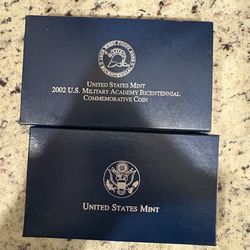 United States Mint
2002 U.S. Military Academy Bicentennial
Commemorative Coin
United States Mint